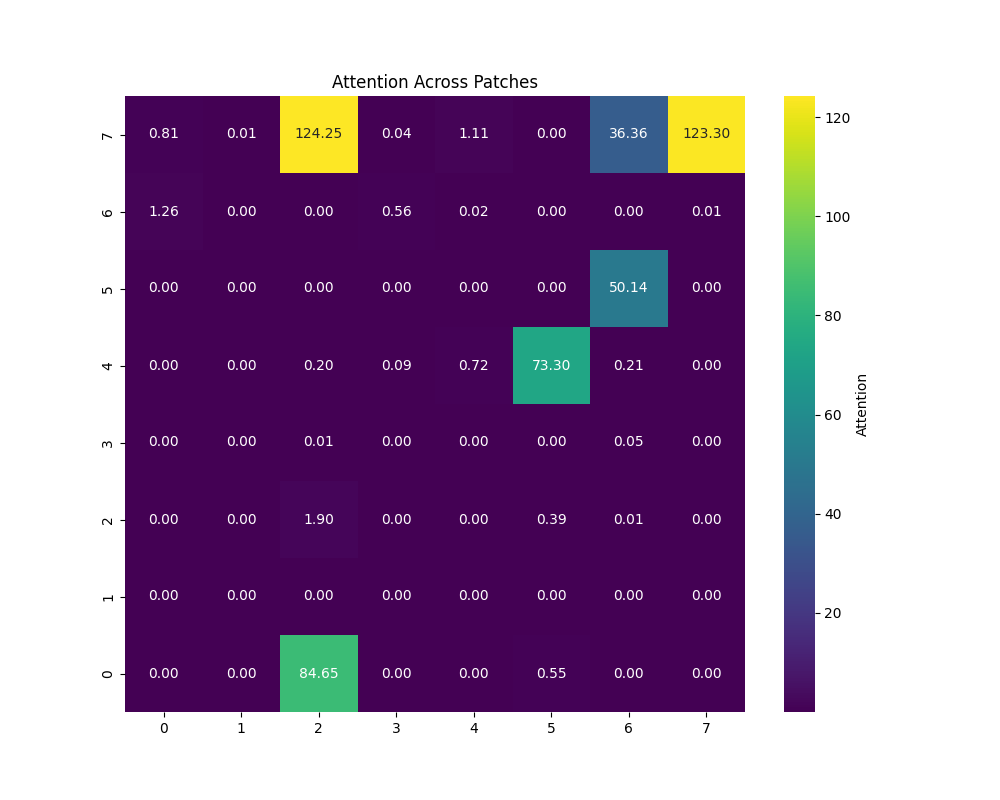 Attention Across Patches
7 0.81 0.01 124.25 0.04 1.11 0.00 36.36 123.30
6 1.26 0.00 0.00 0.56 0.02 0.00 0.00 0.01
5 0.00 0.00 0.00 0.00 0.00 0.00 50.14 0.00
4 0.00 0.00 0.20 0.09 0.72 73.30 0.21 0.00
3 0.00 0.00 0.01 0.00 0.00 0.00 0.05 0.00
2 0.00 0.00 1.90 0.00 0.00 0.39 0.01 0.00
1 0.00 0.00 0.00 0.00 0.00 0.00 0.00 0.00
0 0.00 0.00 84.65 0.00 0.00 0.55 0.00 0.00
0 1 2 3 4 5 6 7
120
100
80
60
40
20
Attention